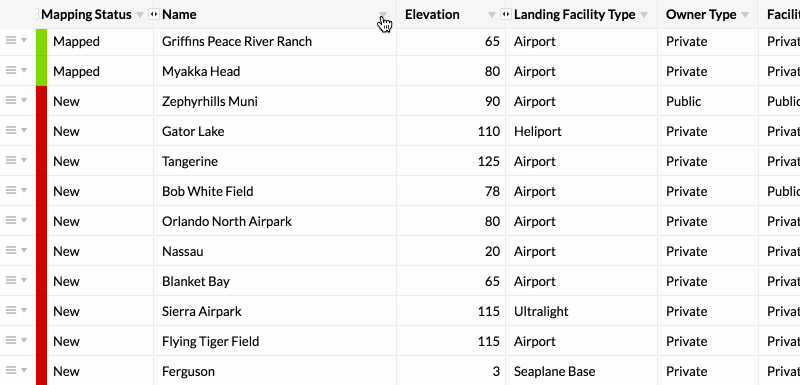 Mapping Status Name Elevation Landing Facility Type Owner Type Facilit
Mapped Griffins Peace River Ranch 65 Airport Private Privat
Mapped Myakka Head 80 Airport Private Privat
New Zephyrhills Muni 90 Airport Public Public
New Gator Lake 110 Heliport Private Privat
New Tangerine 125 Airport Private Privat
New Bob White Field 78 Airport Private Public
New Orlando North Airpark 80 Airport Private Privat
New Nassau 20 Airport Private Privat
New Blanket Bay 65 Airport Private Privat
New Sierra Airpark 115 Ultralight Private Privat
New Flying Tiger Field 115 Airport Private Privat
New Ferguson 3 Seaplane Base Private Privat